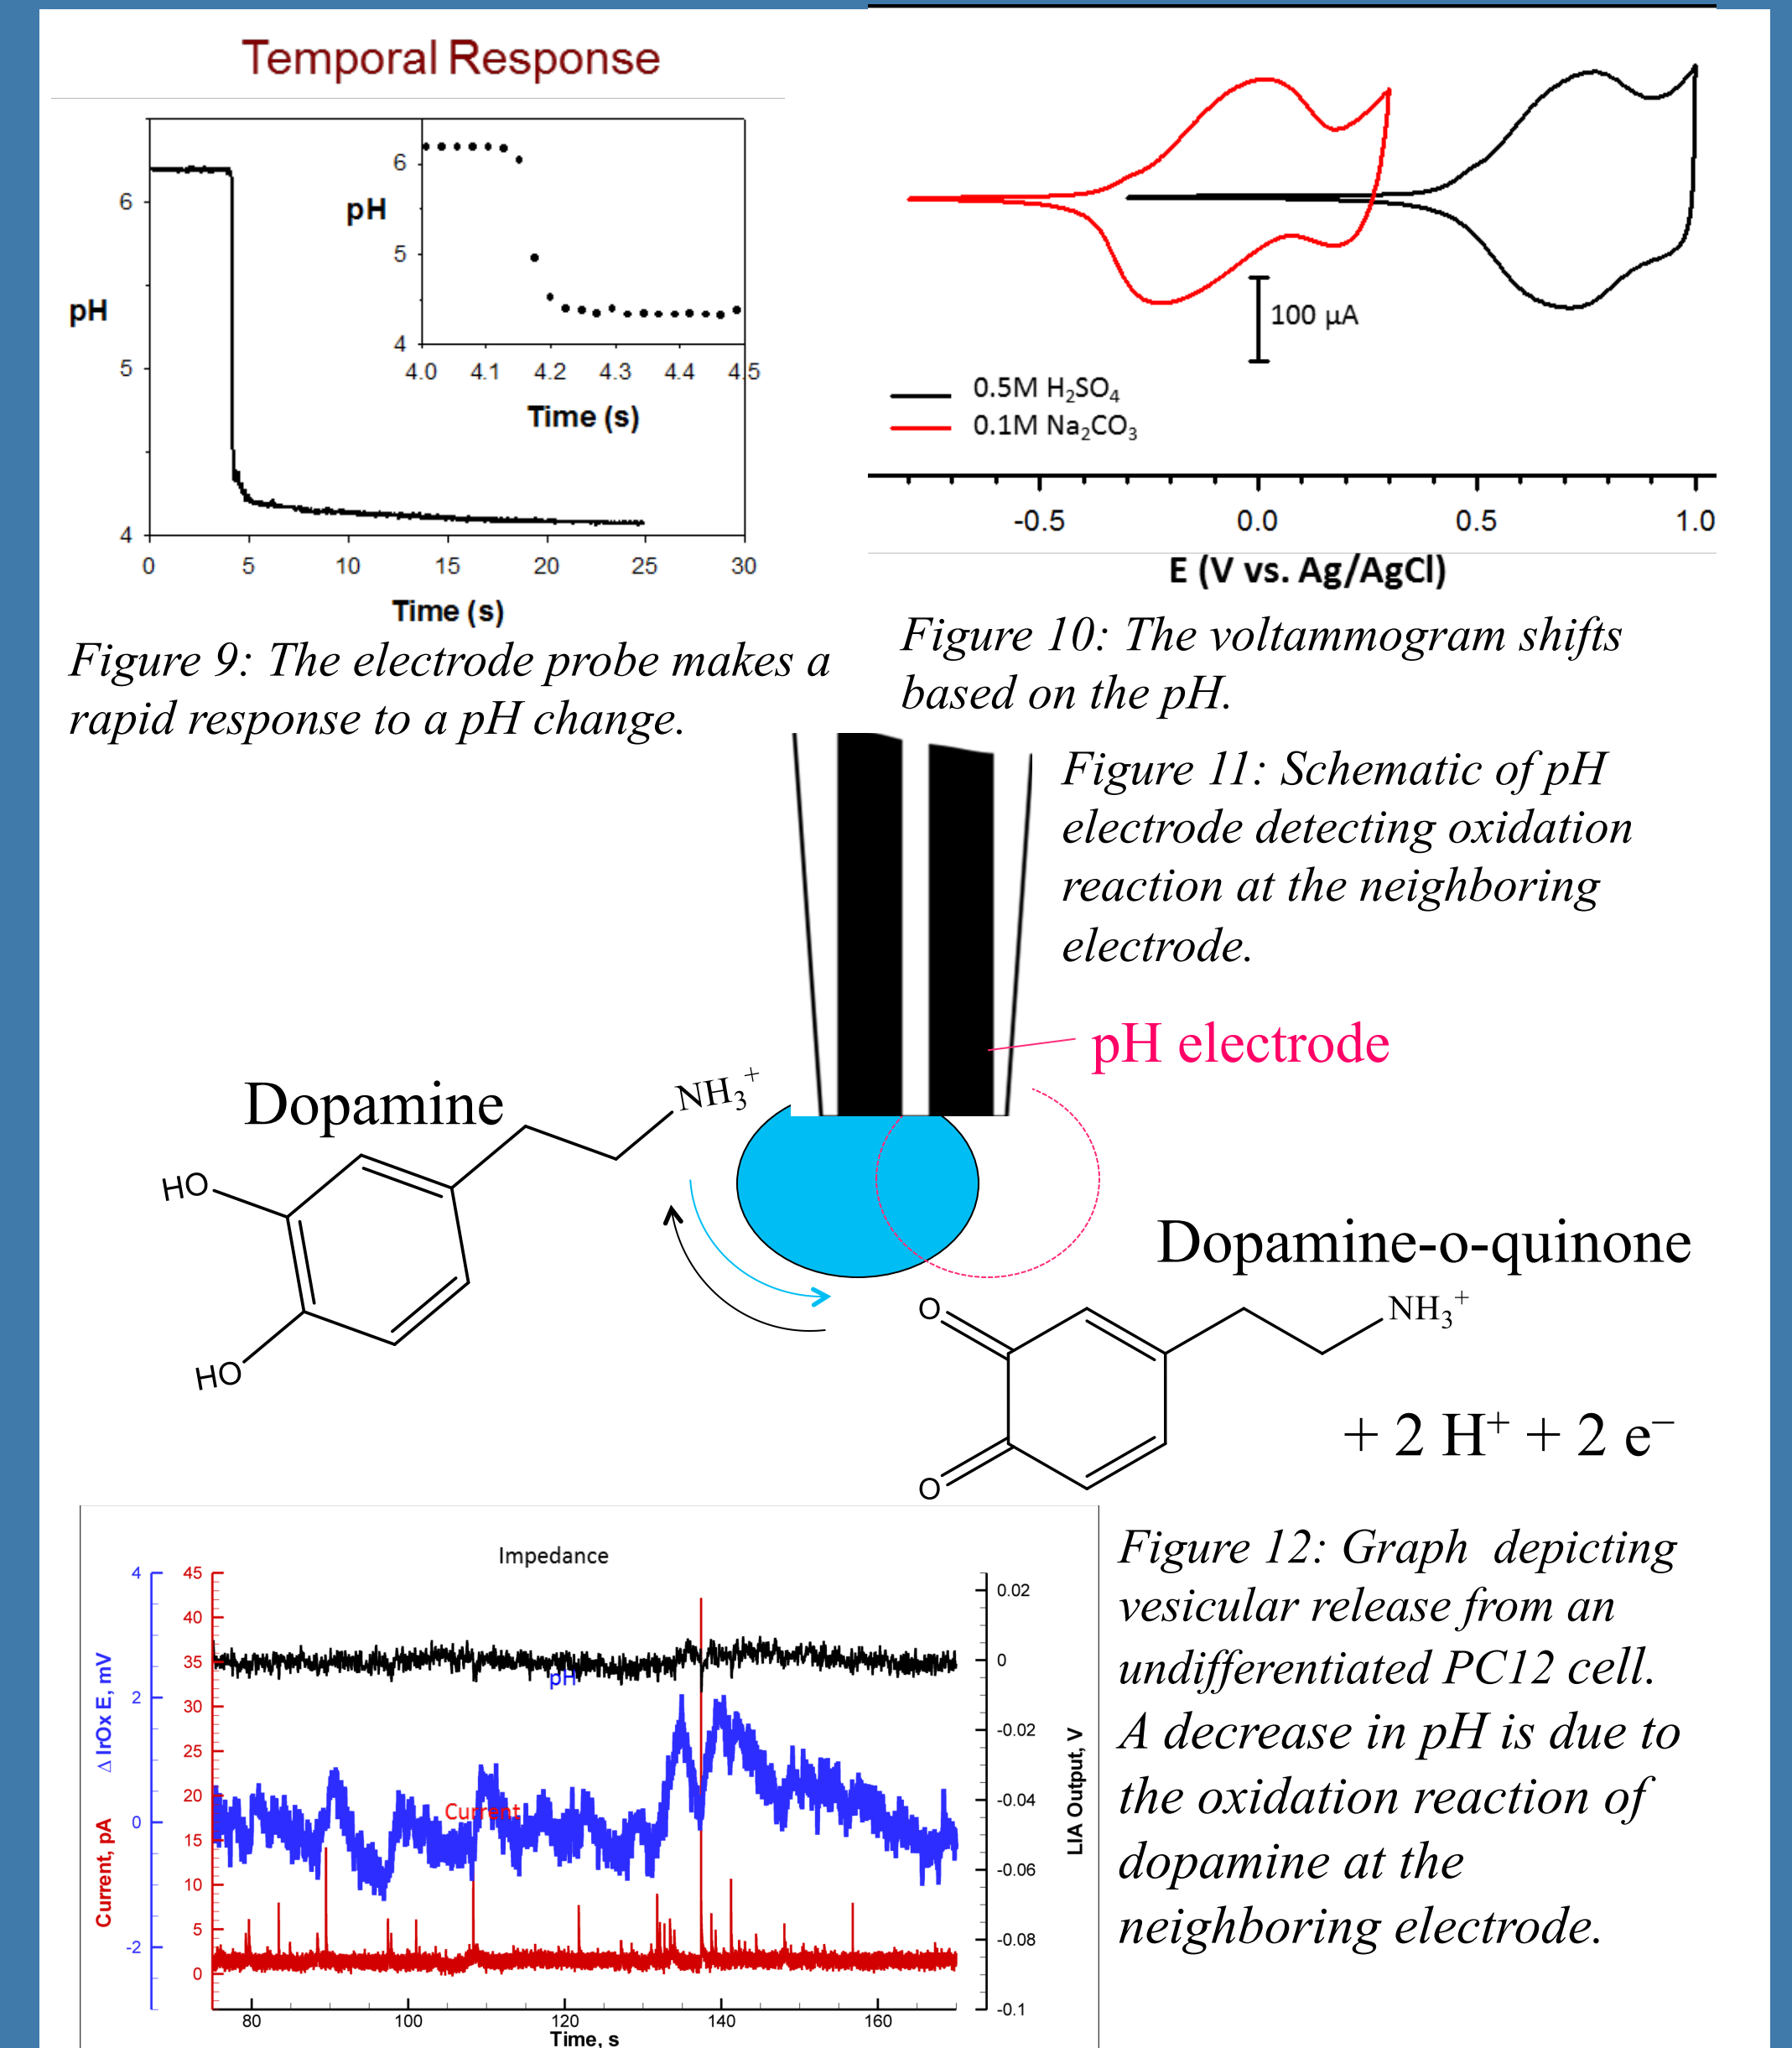 Temporal Response
6
5
4
pH
0 5 10 15 20 25 30
Time (s)
6
5
4
pH
4.0 4.1 4.2 4.3 4.4 4.5
Time (s)
Figure 9: The electrode probe makes a
rapid response to a pH change.
100 µA
0.5M H₂SO₄
0.1M Na₂CO₃
-0.5 0.0 0.5 1.0
E (V vs. Ag/AgCl)
Figure 10: The voltammogram shifts
based on the pH.
Figure 11: Schematic of pH
electrode detecting oxidation
reaction at the neighboring
electrode.
pH electrode
Dopamine
NH₃⁺
HO
HO
Dopamine-o-quinone
O
NH₃⁺
O
+ 2 H⁺ + 2 e⁻
Impedance
4
2
0
-2
Δ IrOx E, mV
45
40
35
30
25
20
15
10
5
0
Current, pA
pH
Current
0.02
0
-0.02
-0.04
-0.06
-0.08
-0.1
LIA Output, V
80 100 120 140 160
Time, s
Figure 12: Graph depicting
vesicular release from an
undifferentiated PC12 cell.
A decrease in pH is due to
the oxidation reaction of
dopamine at the
neighboring electrode.